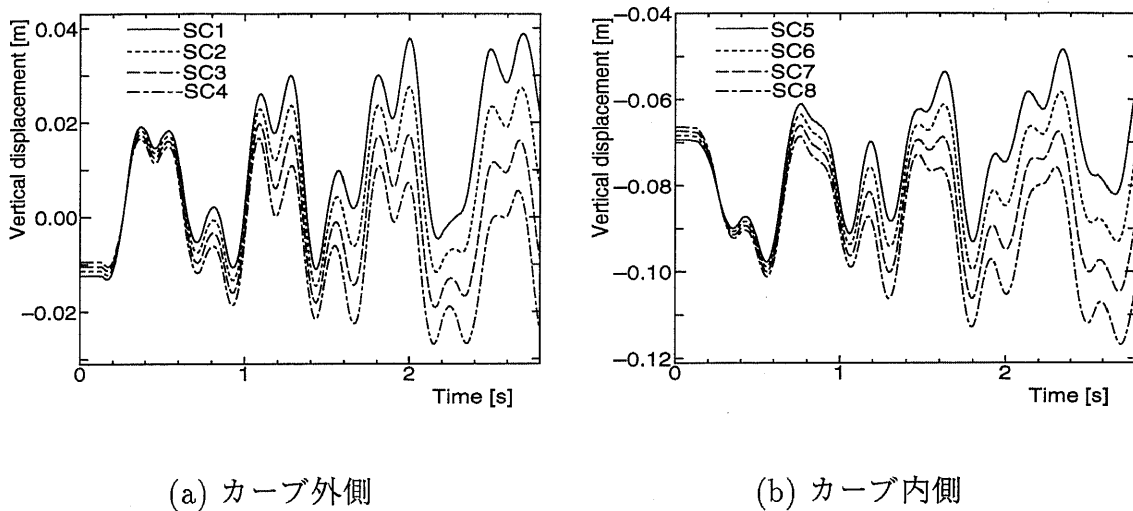 Vertical displacement [m]
0.04
0.02
0.00
−0.02
SC1
SC2
SC3
SC4
0
1
2
Time [s]
(a) カーブ外側
Vertical displacement [m]
−0.04
−0.06
−0.08
−0.10
−0.12
SC5
SC6
SC7
SC8
0
1
2
Time [s]
(b) カーブ内側